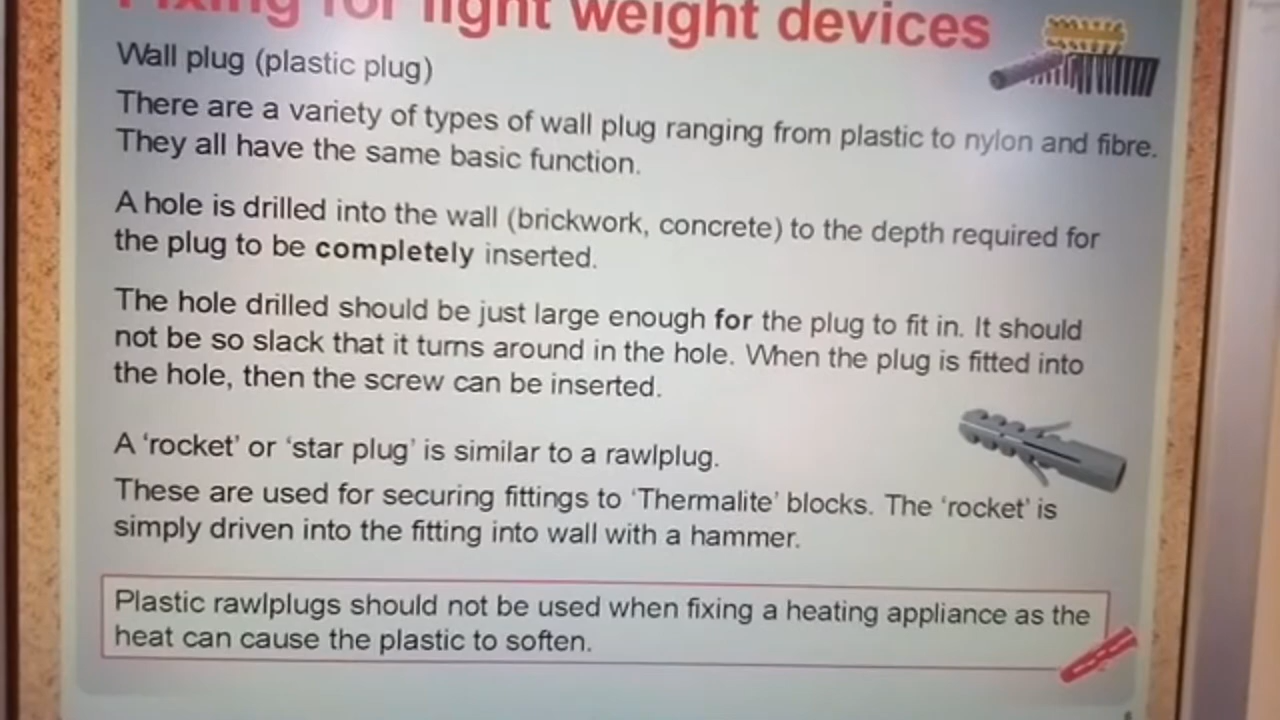 Fixing for light weight devices
Wall plug (plastic plug)
There are a variety of types of wall plug ranging from plastic to nylon and fibre.
They all have the same basic function.
A hole is drilled into the wall (brickwork, concrete) to the depth required for
the plug to be completely inserted.
The hole drilled should be just large enough for the plug to fit in. It should
not be so slack that it turns around in the hole. When the plug is fitted into
the hole, then the screw can be inserted.
A ‘rocket’ or ‘star plug’ is similar to a rawlplug.
These are used for securing fittings to ‘Thermalite’ blocks. The ‘rocket’ is
simply driven into the fitting into wall with a hammer.
Plastic rawlplugs should not be used when fixing a heating appliance as the
heat can cause the plastic to soften.